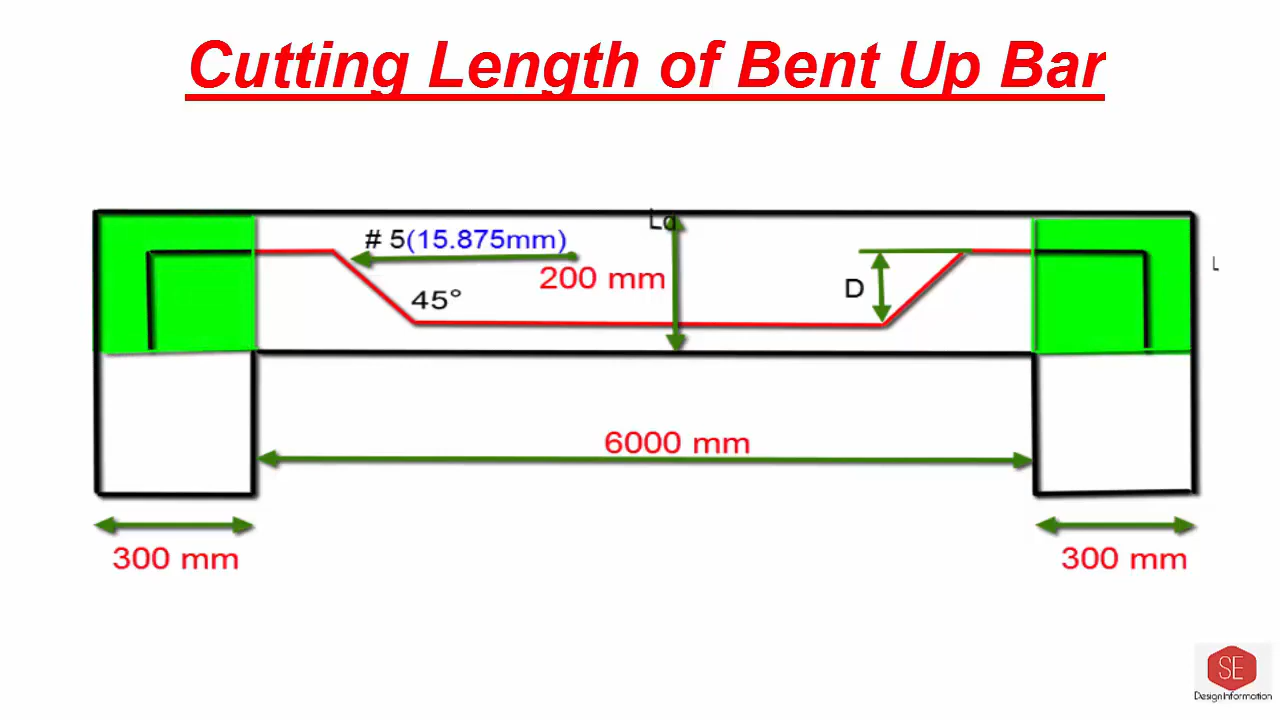 Cutting Length of Bent Up Bar
Ld
# 5(15.875mm)
200 mm
L
45°
D
6000 mm
300 mm
300 mm
SE
Design Information